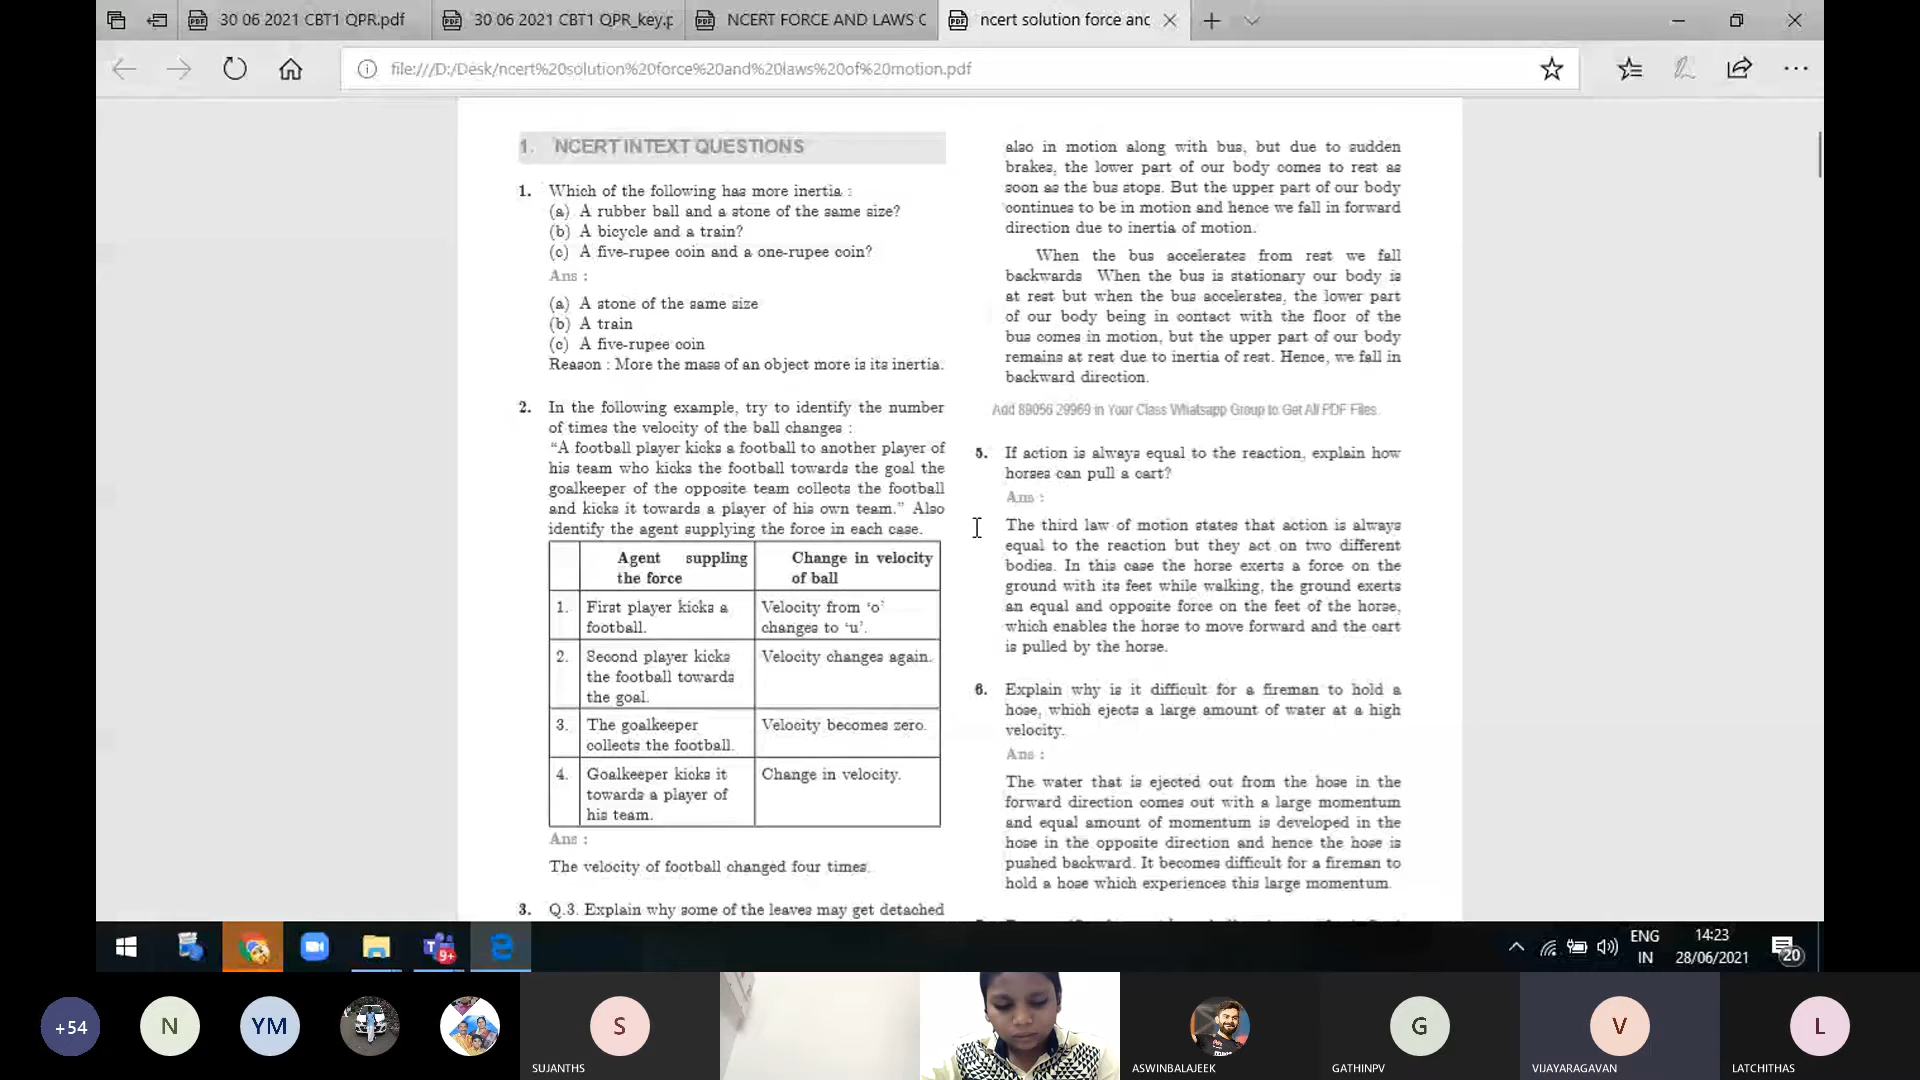 30 06 2021 CBT1 QPR.pdf
30 06 2021 CBT1 QPR_key.p
NCERT FORCE AND LAWS O
ncert solution force and
file:///D:/Desk/ncert%20solution%20force%20and%20laws%20of%20motion.pdf
1. NCERT INTEXT QUESTIONS
1. Which of the following has more inertia :
(a) A rubber ball and a stone of the same size?
(b) A bicycle and a train?
(c) A five-rupee coin and a one-rupee coin?
Ans :
(a) A stone of the same size
(b) A train
(c) A five-rupee coin
Reason : More the mass of an object more is its inertia.
2. In the following example, try to identify the number
of times the velocity of the ball changes :
“A football player kicks a football to another player of
his team who kicks the football towards the goal the
goalkeeper of the opposite team collects the football
and kicks it towards a player of his own team.” Also
identify the agent supplying the force in each case.
Agent suppling the force
Change in velocity of ball
1. First player kicks a football.
Velocity from ‘o’ changes to ‘u’.
2. Second player kicks the football towards the goal.
Velocity changes again.
3. The goalkeeper collects the football.
Velocity becomes zero.
4. Goalkeeper kicks it towards a player of his team.
Change in velocity.
Ans :
The velocity of football changed four times.
3. Q.3. Explain why some of the leaves may get detached
also in motion along with bus, but due to sudden
brakes, the lower part of our body comes to rest as
soon as the bus stops. But the upper part of our body
continues to be in motion and hence we fall in forward
direction due to inertia of motion.
When the bus accelerates from rest we fall
backwards When the bus is stationary our body is
at rest but when the bus accelerates, the lower part
of our body being in contact with the floor of the
bus comes in motion, but the upper part of our body
remains at rest due to inertia of rest. Hence, we fall in
backward direction.
Add 89056 29969 in Your Class Whatsapp Group to Get All PDF Files.
5. If action is always equal to the reaction, explain how
horses can pull a cart?
Ans :
The third law of motion states that action is always
equal to the reaction but they act on two different
bodies. In this case the horse exerts a force on the
ground with its feet while walking, the ground exerts
an equal and opposite force on the feet of the horse,
which enables the horse to move forward and the cart
is pulled by the horse.
6. Explain why is it difficult for a fireman to hold a
hose, which ejects a large amount of water at a high
velocity.
Ans :
The water that is ejected out from the hose in the
forward direction comes out with a large momentum
and equal amount of momentum is developed in the
hose in the opposite direction and hence the hose is
pushed backward. It becomes difficult for a fireman to
hold a hose which experiences this large momentum.
9+
ENG
IN
14:23
28/06/2021
20
+54
N
YM
S
G
V
L
SUJANTHS
ASWINBALAJEEK
GATHINPV
VIJAYARAGAVAN
LATCHITHAS